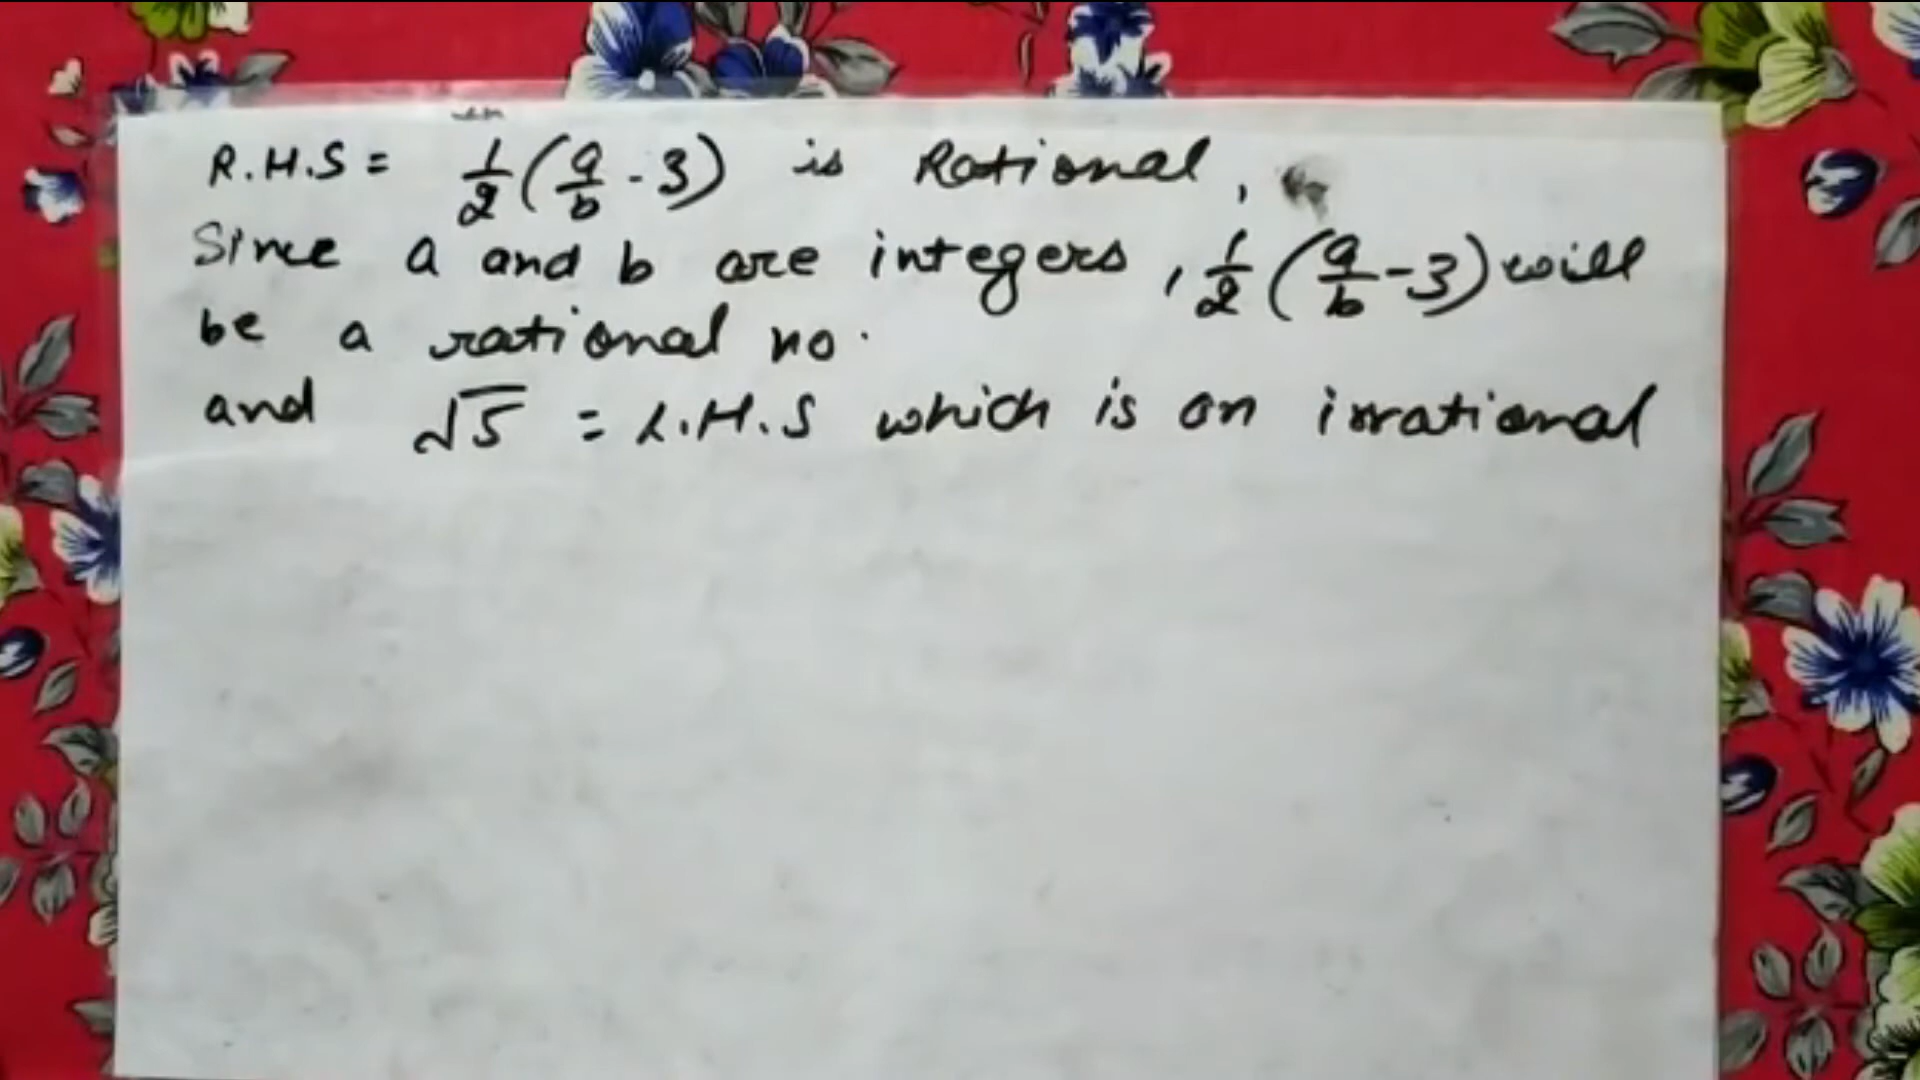 R.H.S = 1/2 (a/b - 3) is Rational,
Since a and b are integers, 1/2 (a/b - 3) will
be a rational no.
and √5 = L.H.S which is an irrational